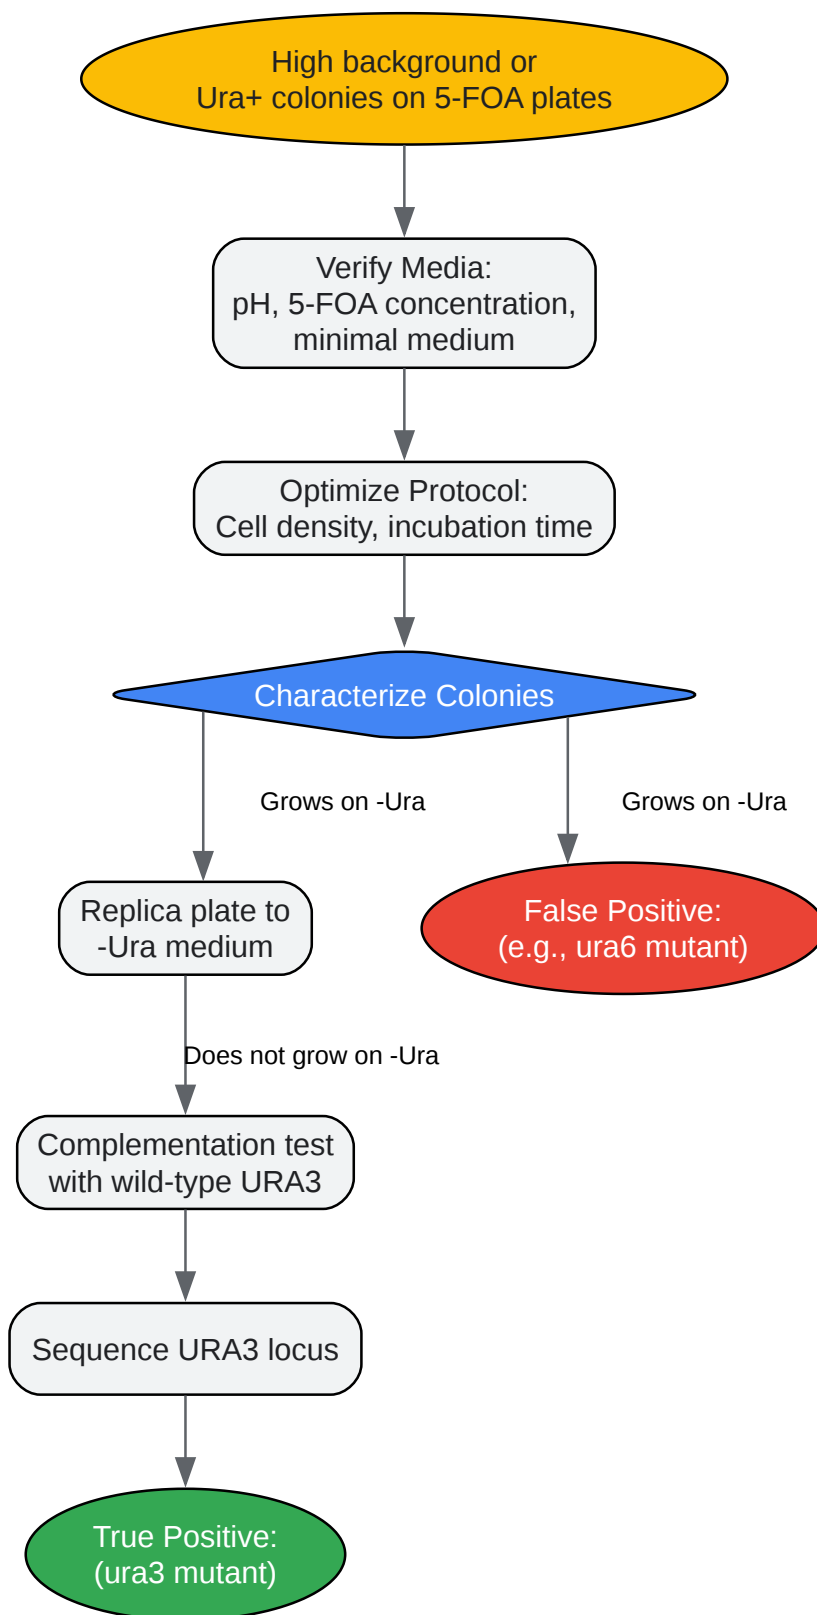 High background or
Ura+ colonies on 5-FOA plates
Verify Media:
pH, 5-FOA concentration,
minimal medium
Optimize Protocol:
Cell density, incubation time
Characterize Colonies
Grows on -Ura
Grows on -Ura
Replica plate to
-Ura medium
False Positive:
(e.g., ura6 mutant)
Does not grow on -Ura
Complementation test
with wild-type URA3
Sequence URA3 locus
True Positive:
(ura3 mutant)